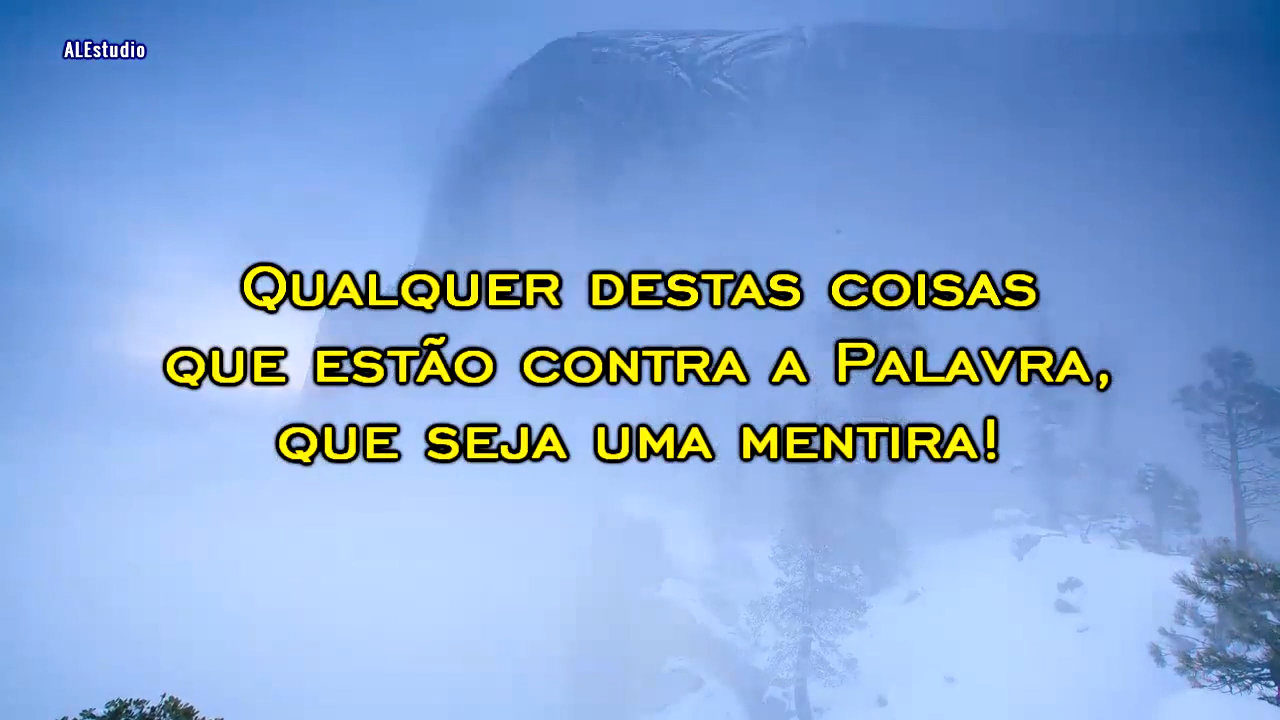 ALEstudio
Qualquer destas coisas
que estão contra a Palavra,
que seja uma mentira!